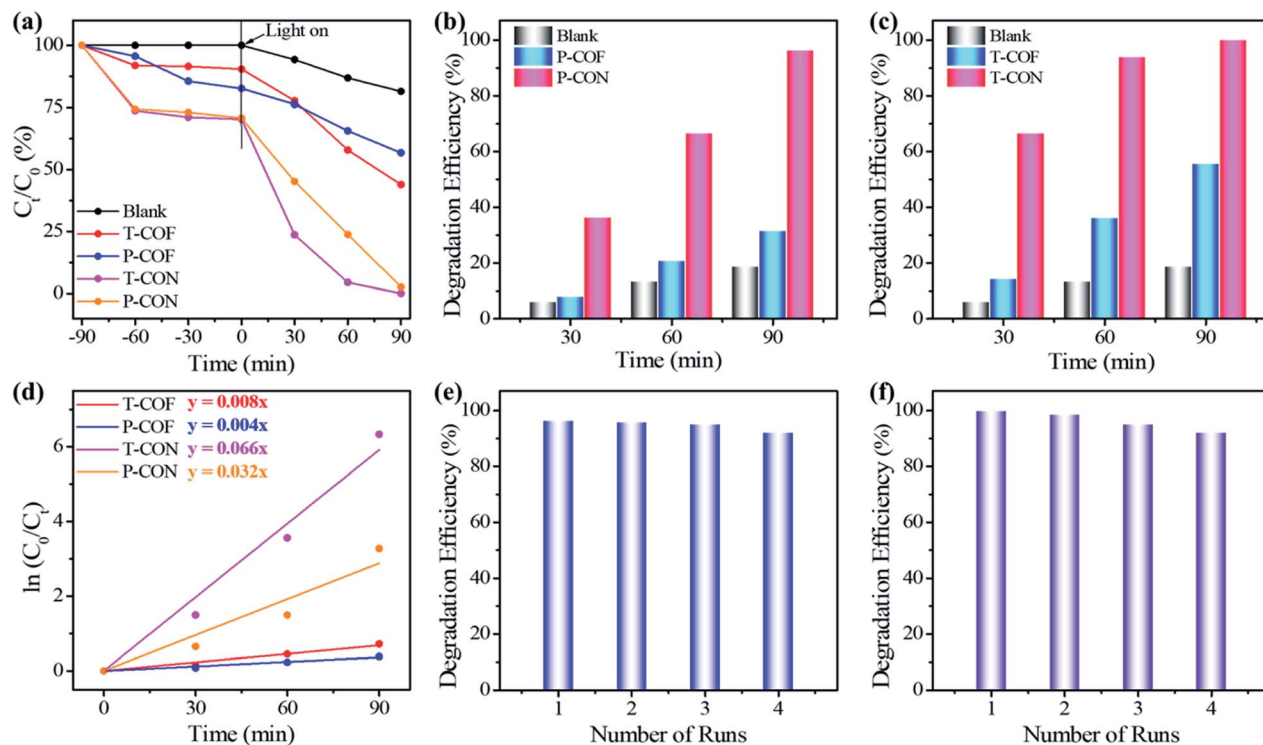 (a)
Light on
C_t/C_0 (%)
100
75
50
25
0
Blank
T-COF
P-COF
T-CON
P-CON
-90 -60 -30 0 30 60 90
Time (min)
(b)
Blank
P-COF
P-CON
Degradation Efficiency (%)
100
80
60
40
20
0
30 60 90
Time (min)
(c)
Blank
T-COF
T-CON
Degradation Efficiency (%)
100
80
60
40
20
0
30 60 90
Time (min)
(d)
T-COF y = 0.008x
P-COF y = 0.004x
T-CON y = 0.066x
P-CON y = 0.032x
ln (C_0/C_t)
6
4
2
0
0 30 60 90
Time (min)
(e)
Degradation Efficiency (%)
100
80
60
40
20
0
1 2 3 4
Number of Runs
(f)
Degradation Efficiency (%)
100
80
60
40
20
0
1 2 3 4
Number of Runs